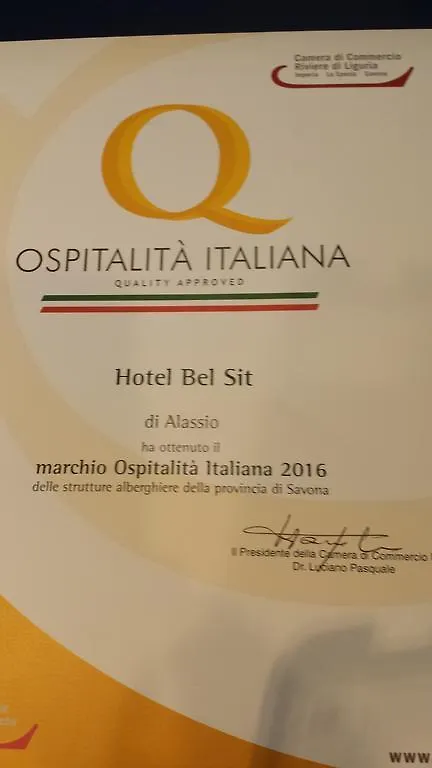 Camera di Commercio
Riviere di Liguria
Imperia La Spezia Savona
Q
OSPITALITÀ ITALIANA
QUALITY APPROVED
Hotel Bel Sit
di Alassio
ha ottenuto il
marchio Ospitalità Italiana 2016
delle strutture alberghiere della provincia di Savona
Il Presidente della Camera di Commercio
Dr. Luciano Pasquale
www.